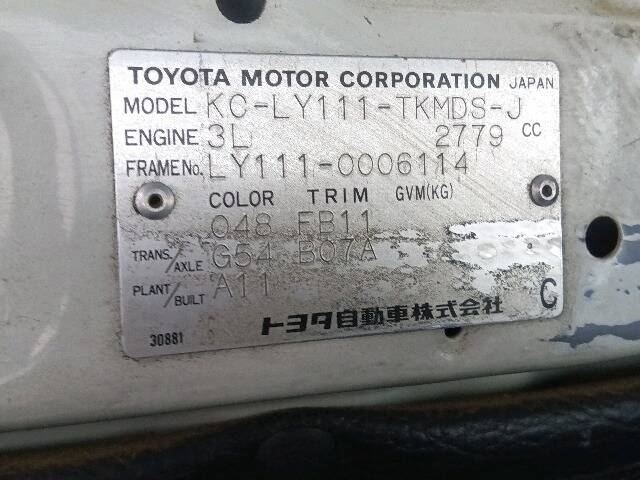 TOYOTA MOTOR CORPORATION JAPAN
MODEL KC-LY111-TKMDS-J
ENGINE 3L 2779 CC
FRAME No. LY111-0006114
COLOR TRIM GVM(KG)
048 FB11
TRANS/AXLE G54 B07A
PLANT/BUILT A11
C
トヨタ自動車株式会社
30881